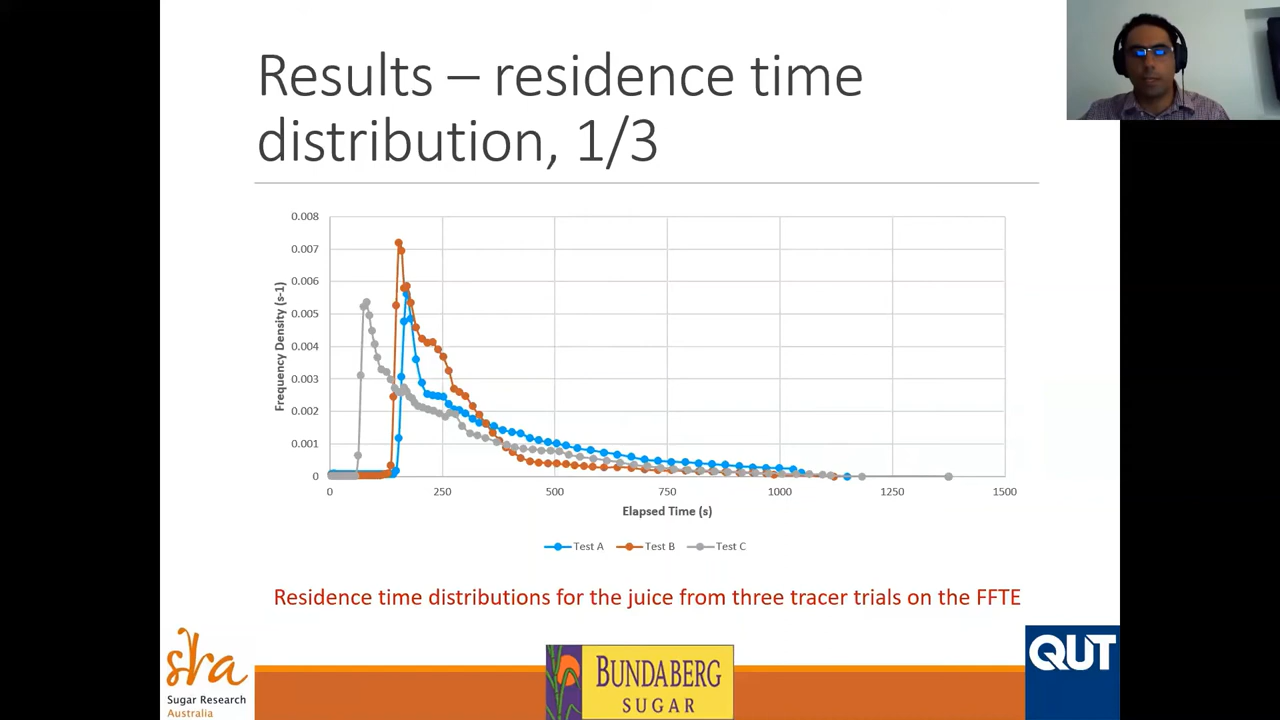 Results – residence time
distribution, 1/3
0.008
0.007
0.006
0.005
0.004
0.003
0.002
0.001
0
Frequency Density (s-1)
0 250 500 750 1000 1250 1500
Elapsed Time (s)
Test A Test B Test C
Residence time distributions for the juice from three tracer trials on the FFTE
sra
Sugar Research
Australia
BUNDABERG
SUGAR
QUT